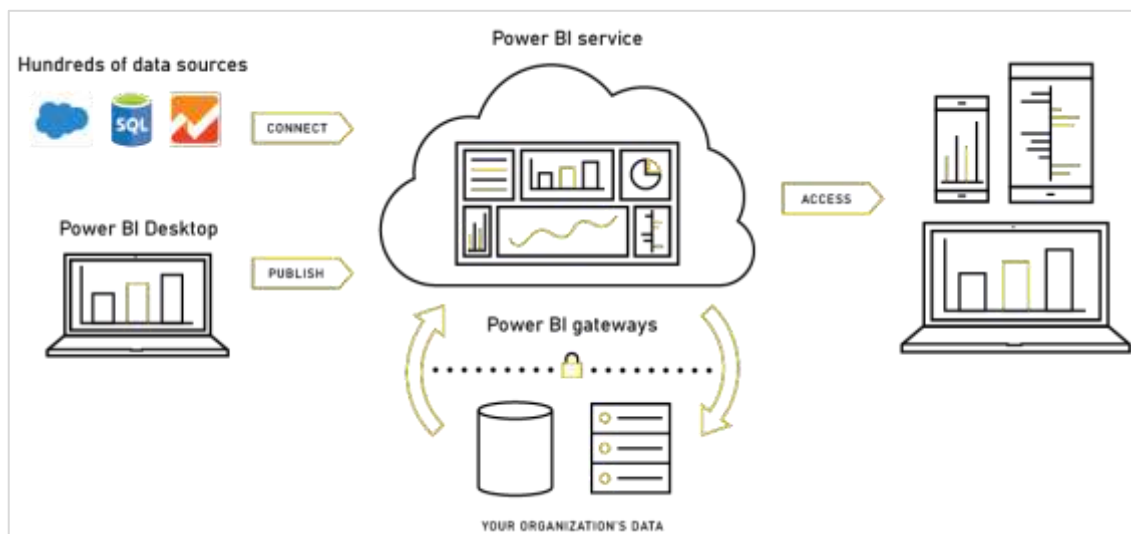 Power BI service
Hundreds of data sources
SQL
CONNECT
ACCESS
Power BI Desktop
PUBLISH
Power BI gateways
YOUR ORGANIZATION'S DATA